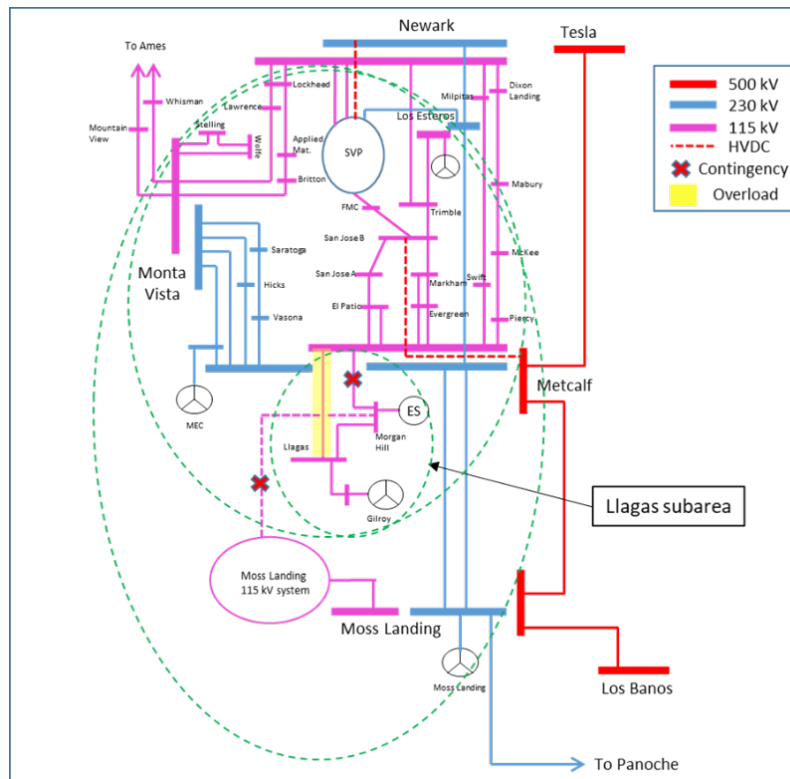 Newark
Tesla
To Ames
Whisman
Mountain
View
Lockheed
Lawrence
Stelling
Wolfe
Applied
Mat.
Britton
SVP
Milpitas
Dixon
Landing
Los Esteros
500 kV
230 kV
115 kV
HVDC
Contingency
Overload
FMC
Trimble
Mabury
San Jose B
McKee
Monta
Vista
Saratoga
Hicks
Vasona
San Jose A
Markham
Swift
El Patio
Evergreen
Piercy
Metcalf
MEC
ES
Llagas
Morgan
Hill
Gilroy
Llagas subarea
Moss Landing
115 kV system
Moss Landing
Moss Landing
Los Banos
To Panoche